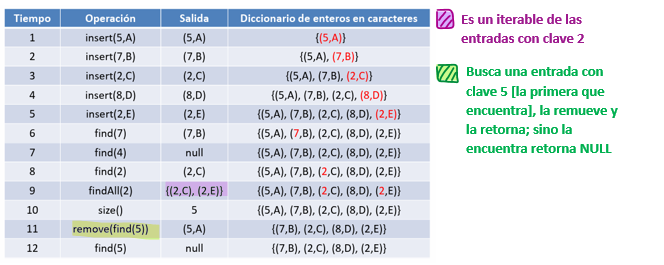 Tiempo Operación Salida Diccionario de enteros en caracteres
1 insert(5,A) (5,A) {(5,A)}
2 insert(7,B) (7,B) {(5,A), (7,B)}
3 insert(2,C) (2,C) {(5,A), (7,B), (2,C)}
4 insert(8,D) (8,D) {(5,A), (7,B), (2,C), (8,D)}
5 insert(2,E) (2,E) {(5,A), (7,B), (2,C), (8,D), (2,E)}
6 find(7) (7,B) {(5,A), (7,B), (2,C), (8,D), (2,E)}
7 find(4) null {(5,A), (7,B), (2,C), (8,D), (2,E)}
8 find(2) (2,C) {(5,A), (7,B), (2,C), (8,D), (2,E)}
9 findAll(2) {(2,C), (2,E)} {(5,A), (7,B), (2,C), (8,D), (2,E)}
10 size() 5 {(5,A), (7,B), (2,C), (8,D), (2,E)}
11 remove(find(5)) (5,A) {(7,B), (2,C), (8,D), (2,E)}
12 find(5) null {(7,B), (2,C), (8,D), (2,E)}
Es un iterable de las
entradas con clave 2
Busca una entrada con
clave 5 [la primera que
encuentra], la remueve y
la retorna; sino la
encuentra retorna NULL